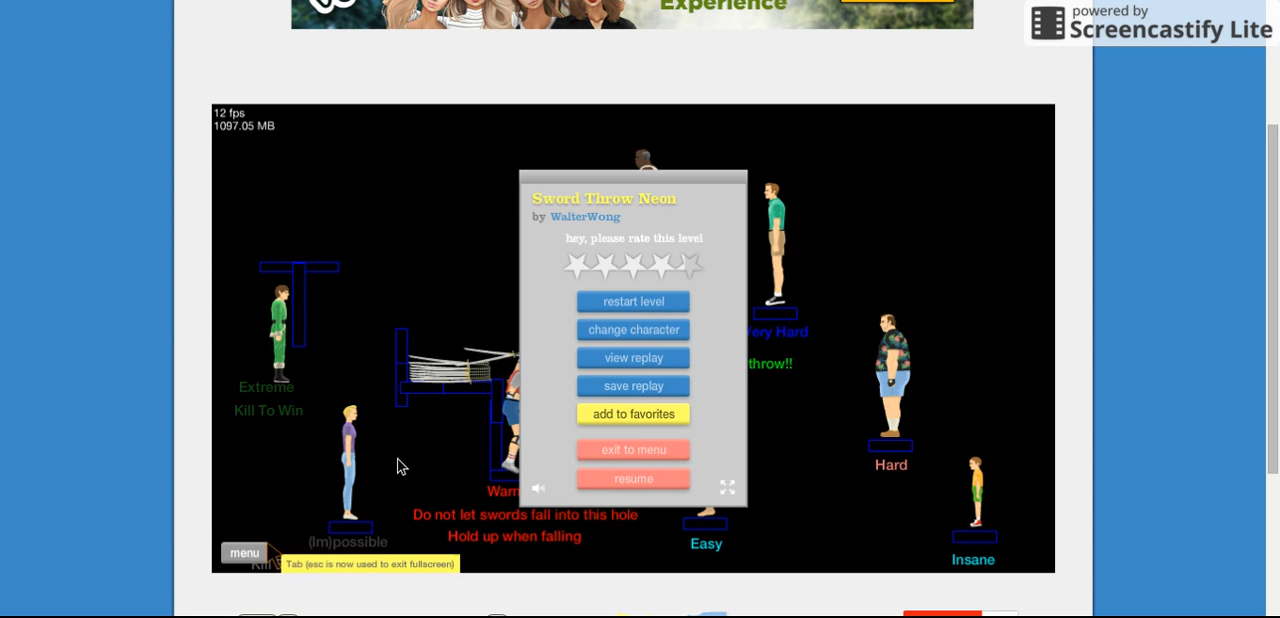 Experience
powered by
Screencastify Lite
12 fps
1097.05 MB
Sword Throw Neon
by WalterWong
hey, please rate this level
restart level
change character
view replay
save replay
add to favorites
exit to menu
resume
Very Hard
throw!!
Extreme
Kill To Win
Hard
Warn
Do not let swords fall into this hole
Hold up when falling
(Im)possible
Easy
Insane
menu
Tab (esc is now used to exit fullscreen)